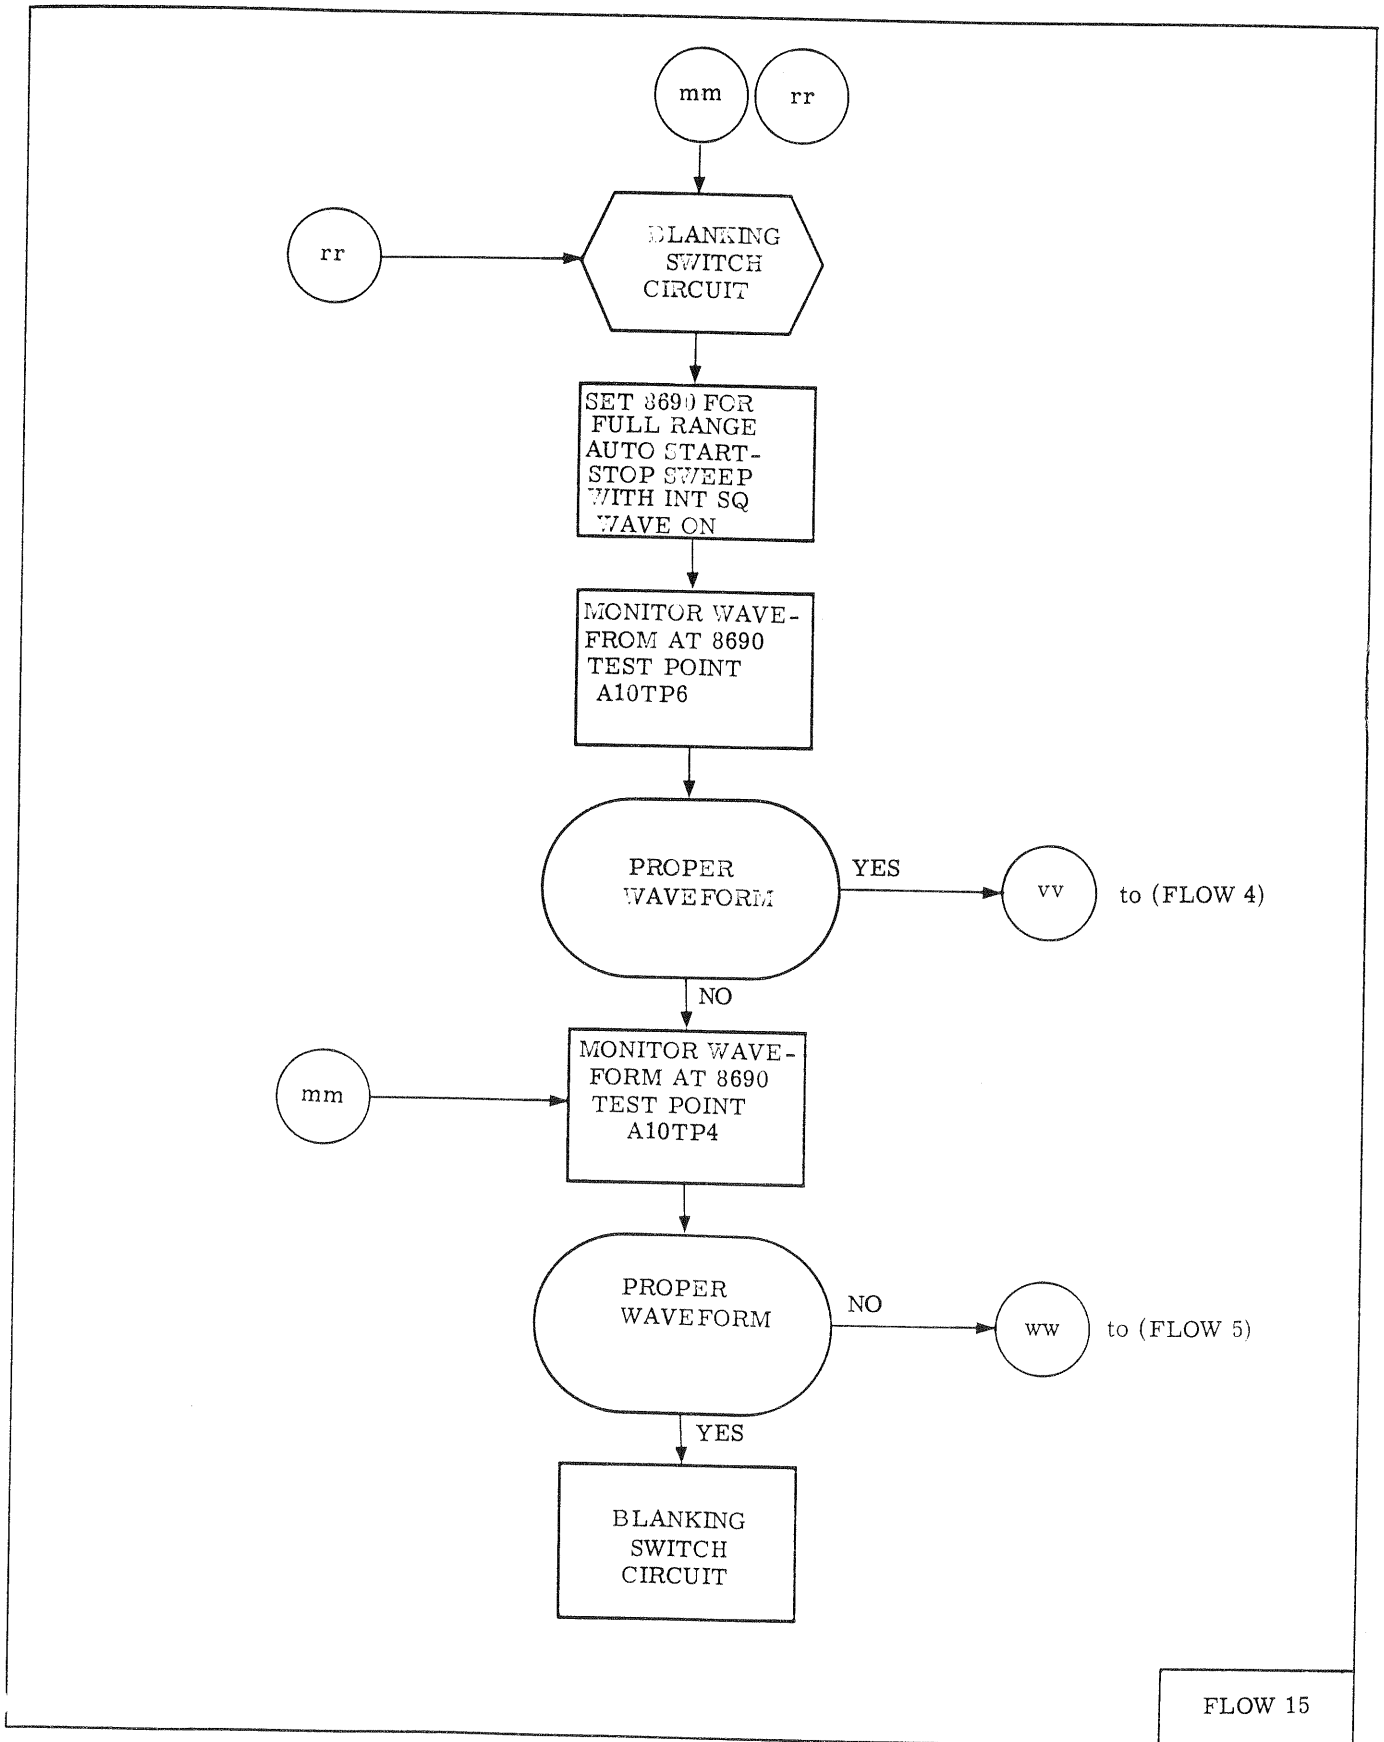 mm
rr
rr
BLANKING
SWITCH
CIRCUIT
SET 8690 FOR
FULL RANGE
AUTO START-
STOP SWEEP
WITH INT SQ
WAVE ON
MONITOR WAVE-
FROM AT 8690
TEST POINT
A10TP6
PROPER
WAVEFORM
YES
vv
to (FLOW 4)
NO
MONITOR WAVE-
FORM AT 8690
TEST POINT
A10TP4
mm
PROPER
WAVEFORM
NO
ww
to (FLOW 5)
YES
BLANKING
SWITCH
CIRCUIT
FLOW 15